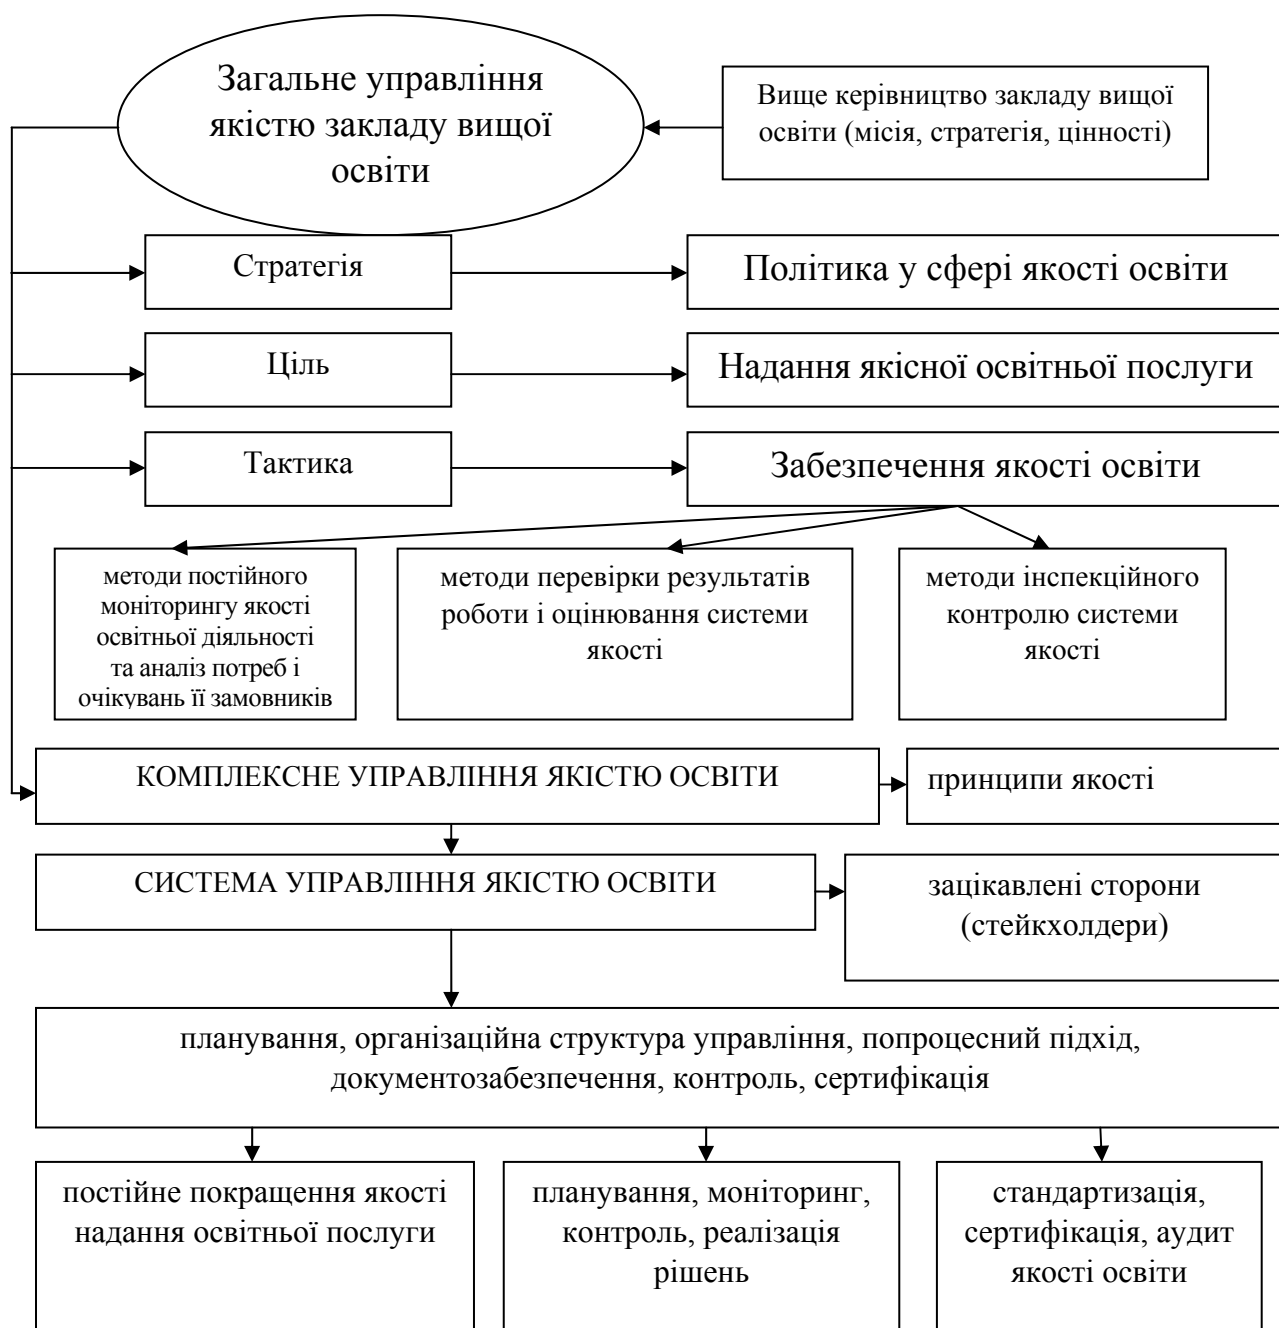 Загальне управління
якістю закладу вищої
освіти
Вище керівництво закладу вищої
освіти (місія, стратегія, цінності)
Стратегія
Політика у сфері якості освіти
Ціль
Надання якісної освітньої послуги
Тактика
Забезпечення якості освіти
методи постійного
моніторингу якості
освітньої діяльності
та аналіз потреб і
очікувань її замовників
методи перевірки результатів
роботи і оцінювання системи
якості
методи інспекційного
контролю системи
якості
КОМПЛЕКСНЕ УПРАВЛІННЯ ЯКІСТЮ ОСВІТИ
принципи якості
СИСТЕМА УПРАВЛІННЯ ЯКІСТЮ ОСВІТИ
зацікавлені сторони
(стейкхолдери)
планування, організаційна структура управління, попроцесний підхід,
документозабезпечення, контроль, сертифікація
постійне покращення якості
надання освітньої послуги
планування, моніторинг,
контроль, реалізація
рішень
стандартизація,
сертифікація, аудит
якості освіти